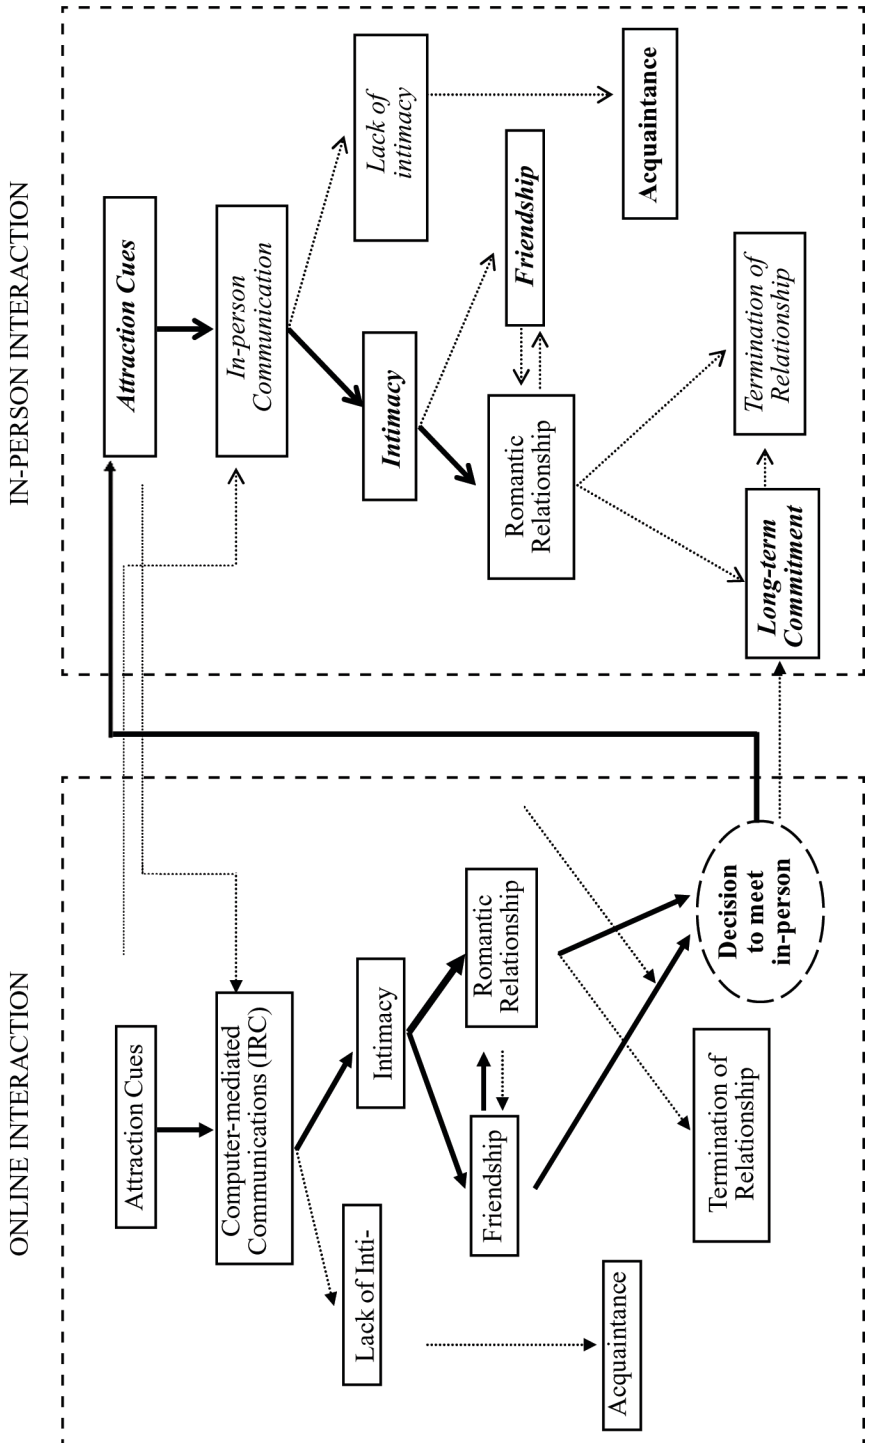 ONLINE INTERACTION
Attraction Cues
Computer-mediated
Communications (IRC)
Lack of Inti-
Intimacy
Friendship
Romantic
Relationship
Acquaintance
Termination of
Relationship
Decision
to meet
in-person
IN-PERSON INTERACTION
Attraction Cues
In-person
Communication
Intimacy
Lack of
intimacy
Romantic
Relationship
Friendship
Acquaintance
Long-term
Commitment
Termination of
Relationship